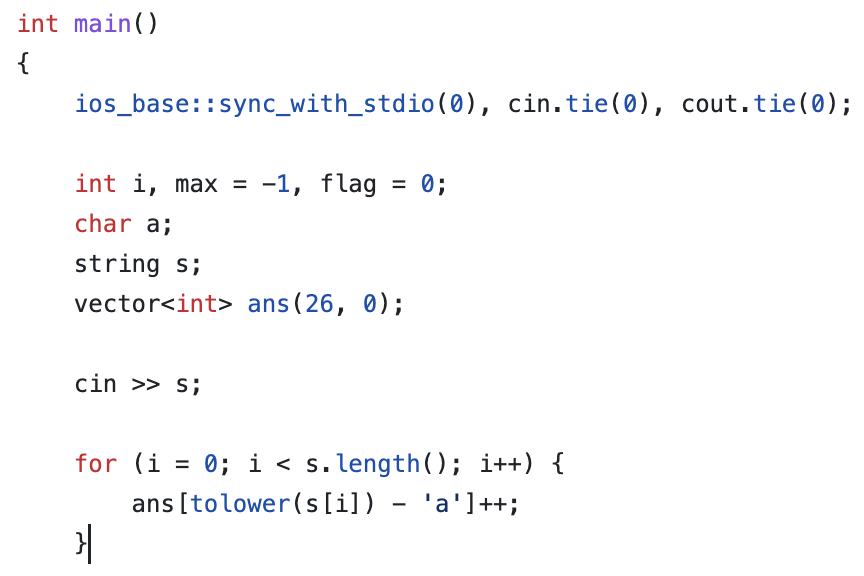 int main()
{
    ios_base::sync_with_stdio(0), cin.tie(0), cout.tie(0);
    int i, max = −1, flag = 0;
    char a;
    string s;
    vector<int> ans(26, 0);
    cin >> s;
    for (i = 0; i < s.length(); i++) {
        ans[tolower(s[i]) − 'a']++;
    }